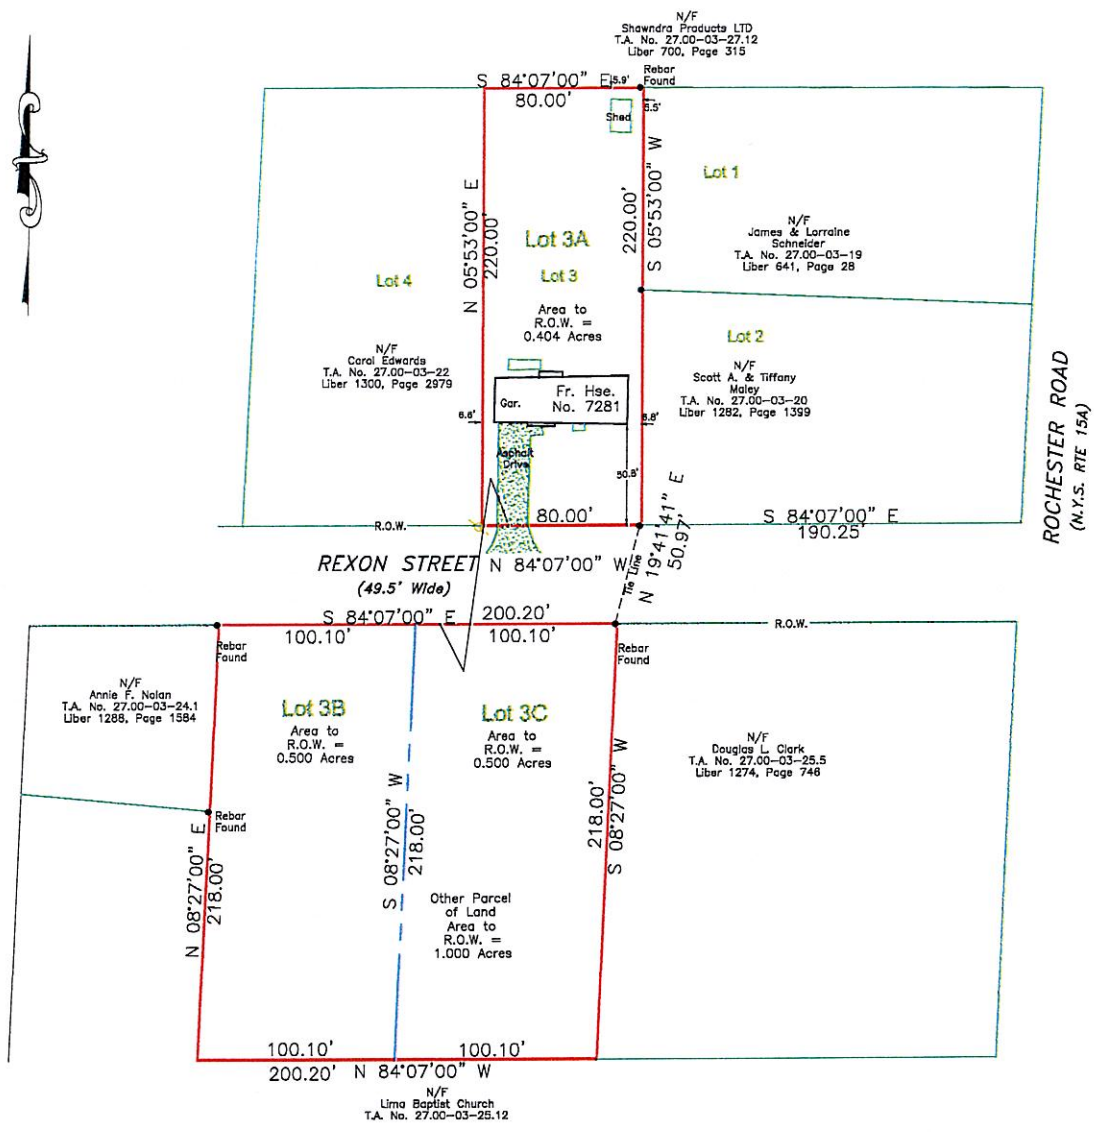 N/F
Shawndra Products LTD
T.A. No. 27.00-03-27.12
Liber 700, Page 315
Rebar
Found
S 84°07'00" E
15.9'
80.00'
5.5'
Shed
N 05°53'00" E
220.00'
220.00'
S 05°53'00" W
Lot 1
N/F
James & Lorraine
Schneider
T.A. No. 27.00-03-19
Liber 641, Page 28
Lot 3A
Lot 3
Area to
R.O.W. =
0.404 Acres
Lot 4
N/F
Carol Edwards
T.A. No. 27.00-03-22
Liber 1300, Page 2979
Lot 2
N/F
Scott A. & Tiffany
Maley
T.A. No. 27.00-03-20
Liber 1282, Page 1399
ROCHESTER ROAD
(N.Y.S. RTE 15A)
Fr. Hse.
No. 7281
Gar.
6.6'
6.8'
Asphalt
Drive
50.8'
R.O.W.
80.00'
S 84°07'00" E
190.25'
REXON STREET
(49.5' Wide)
N 84°07'00" W
Tie Line
N 19°41'41" E
50.97'
S 84°07'00" E
200.20'
100.10'
100.10'
R.O.W.
Rebar
Found
Rebar
Found
N/F
Annie F. Nolan
T.A. No. 27.00-03-24.1
Liber 1288, Page 1584
Lot 3B
Area to
R.O.W. =
0.500 Acres
Lot 3C
Area to
R.O.W. =
0.500 Acres
N/F
Douglas L. Clark
T.A. No. 27.00-03-25.5
Liber 1274, Page 746
Rebar
Found
N 08°27'00" E
218.00'
S 08°27'00" W
218.00'
218.00'
S 08°27'00" W
Other Parcel
of Land
Area to
R.O.W. =
1.000 Acres
100.10'
100.10'
200.20'
N 84°07'00" W
N/F
Lima Baptist Church
T.A. No. 27.00-03-25.12